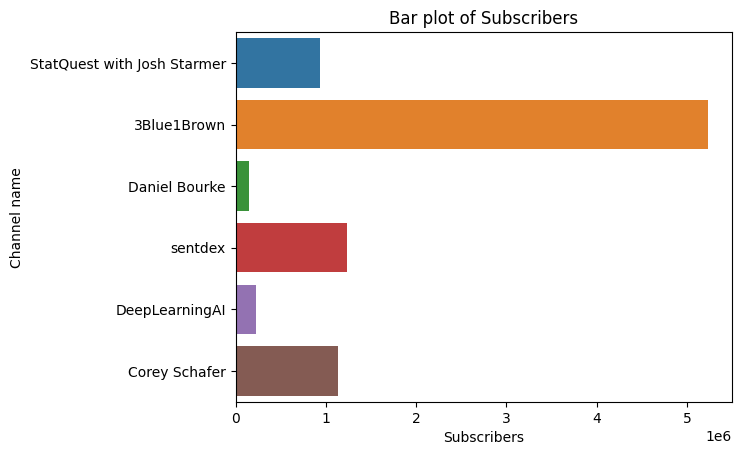 Bar plot of Subscribers
StatQuest with Josh Starmer
3Blue1Brown
Daniel Bourke
sentdex
DeepLearningAI
Corey Schafer
Channel name
0 1 2 3 4 5
1e6
Subscribers